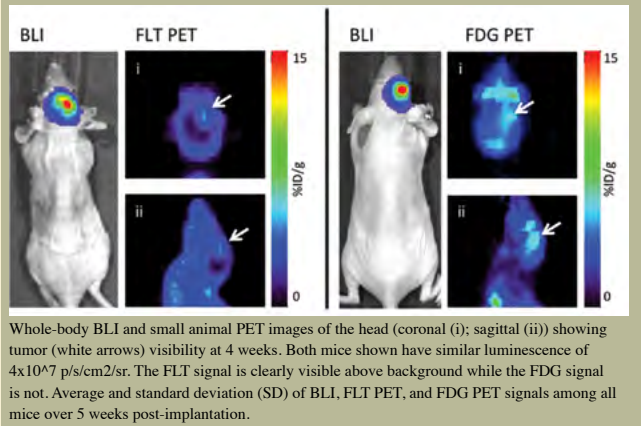 BLI
FLT PET
BLI
FDG PET
i
15
%ID/g
0
ii
i
15
%ID/g
0
ii
Whole-body BLI and small animal PET images of the head (coronal (i); sagittal (ii)) showing
tumor (white arrows) visibility at 4 weeks. Both mice shown have similar luminescence of
4x10^7 p/s/cm2/sr. The FLT signal is clearly visible above background while the FDG signal
is not. Average and standard deviation (SD) of BLI, FLT PET, and FDG PET signals among all
mice over 5 weeks post-implantation.